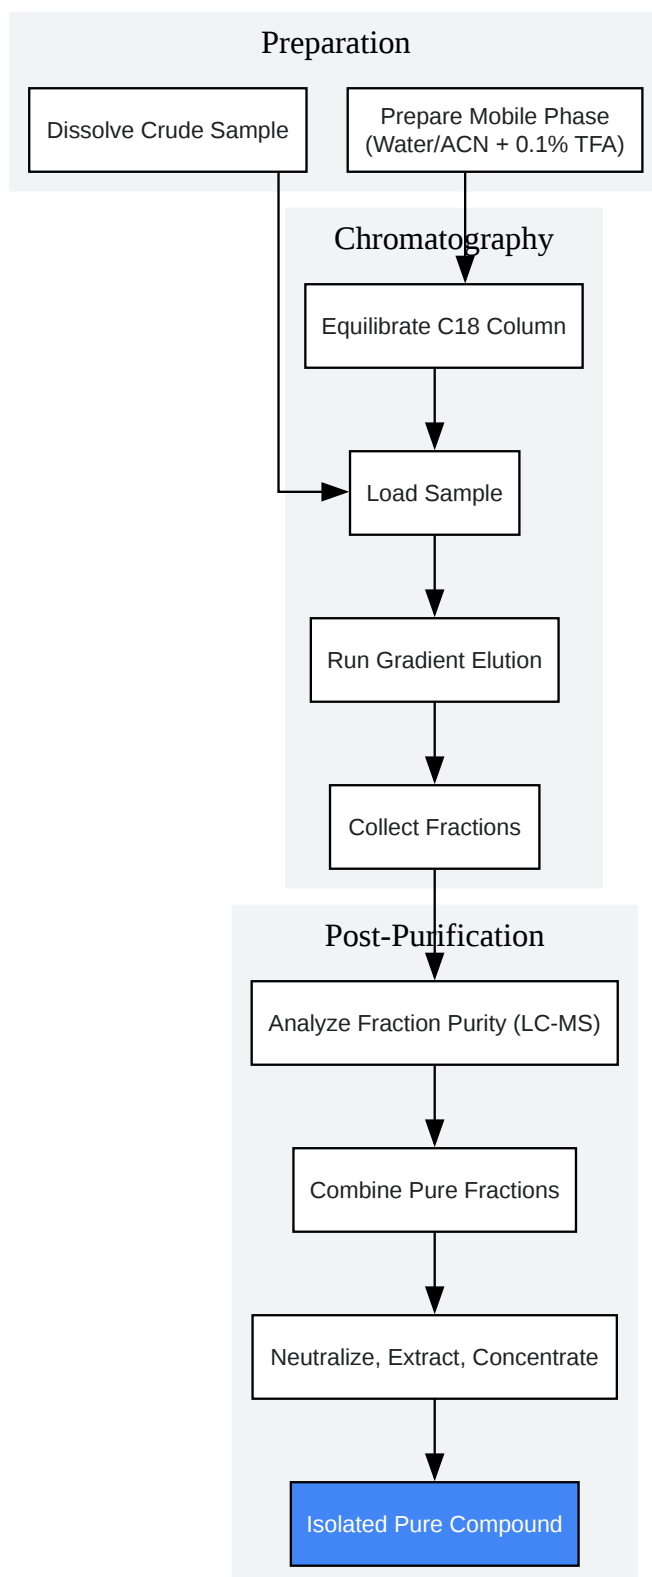 Preparation
Dissolve Crude Sample
Prepare Mobile Phase
(Water/ACN + 0.1% TFA)
Chromatography
Equilibrate C18 Column
Load Sample
Run Gradient Elution
Collect Fractions
Post-Purification
Analyze Fraction Purity (LC-MS)
Combine Pure Fractions
Neutralize, Extract, Concentrate
Isolated Pure Compound